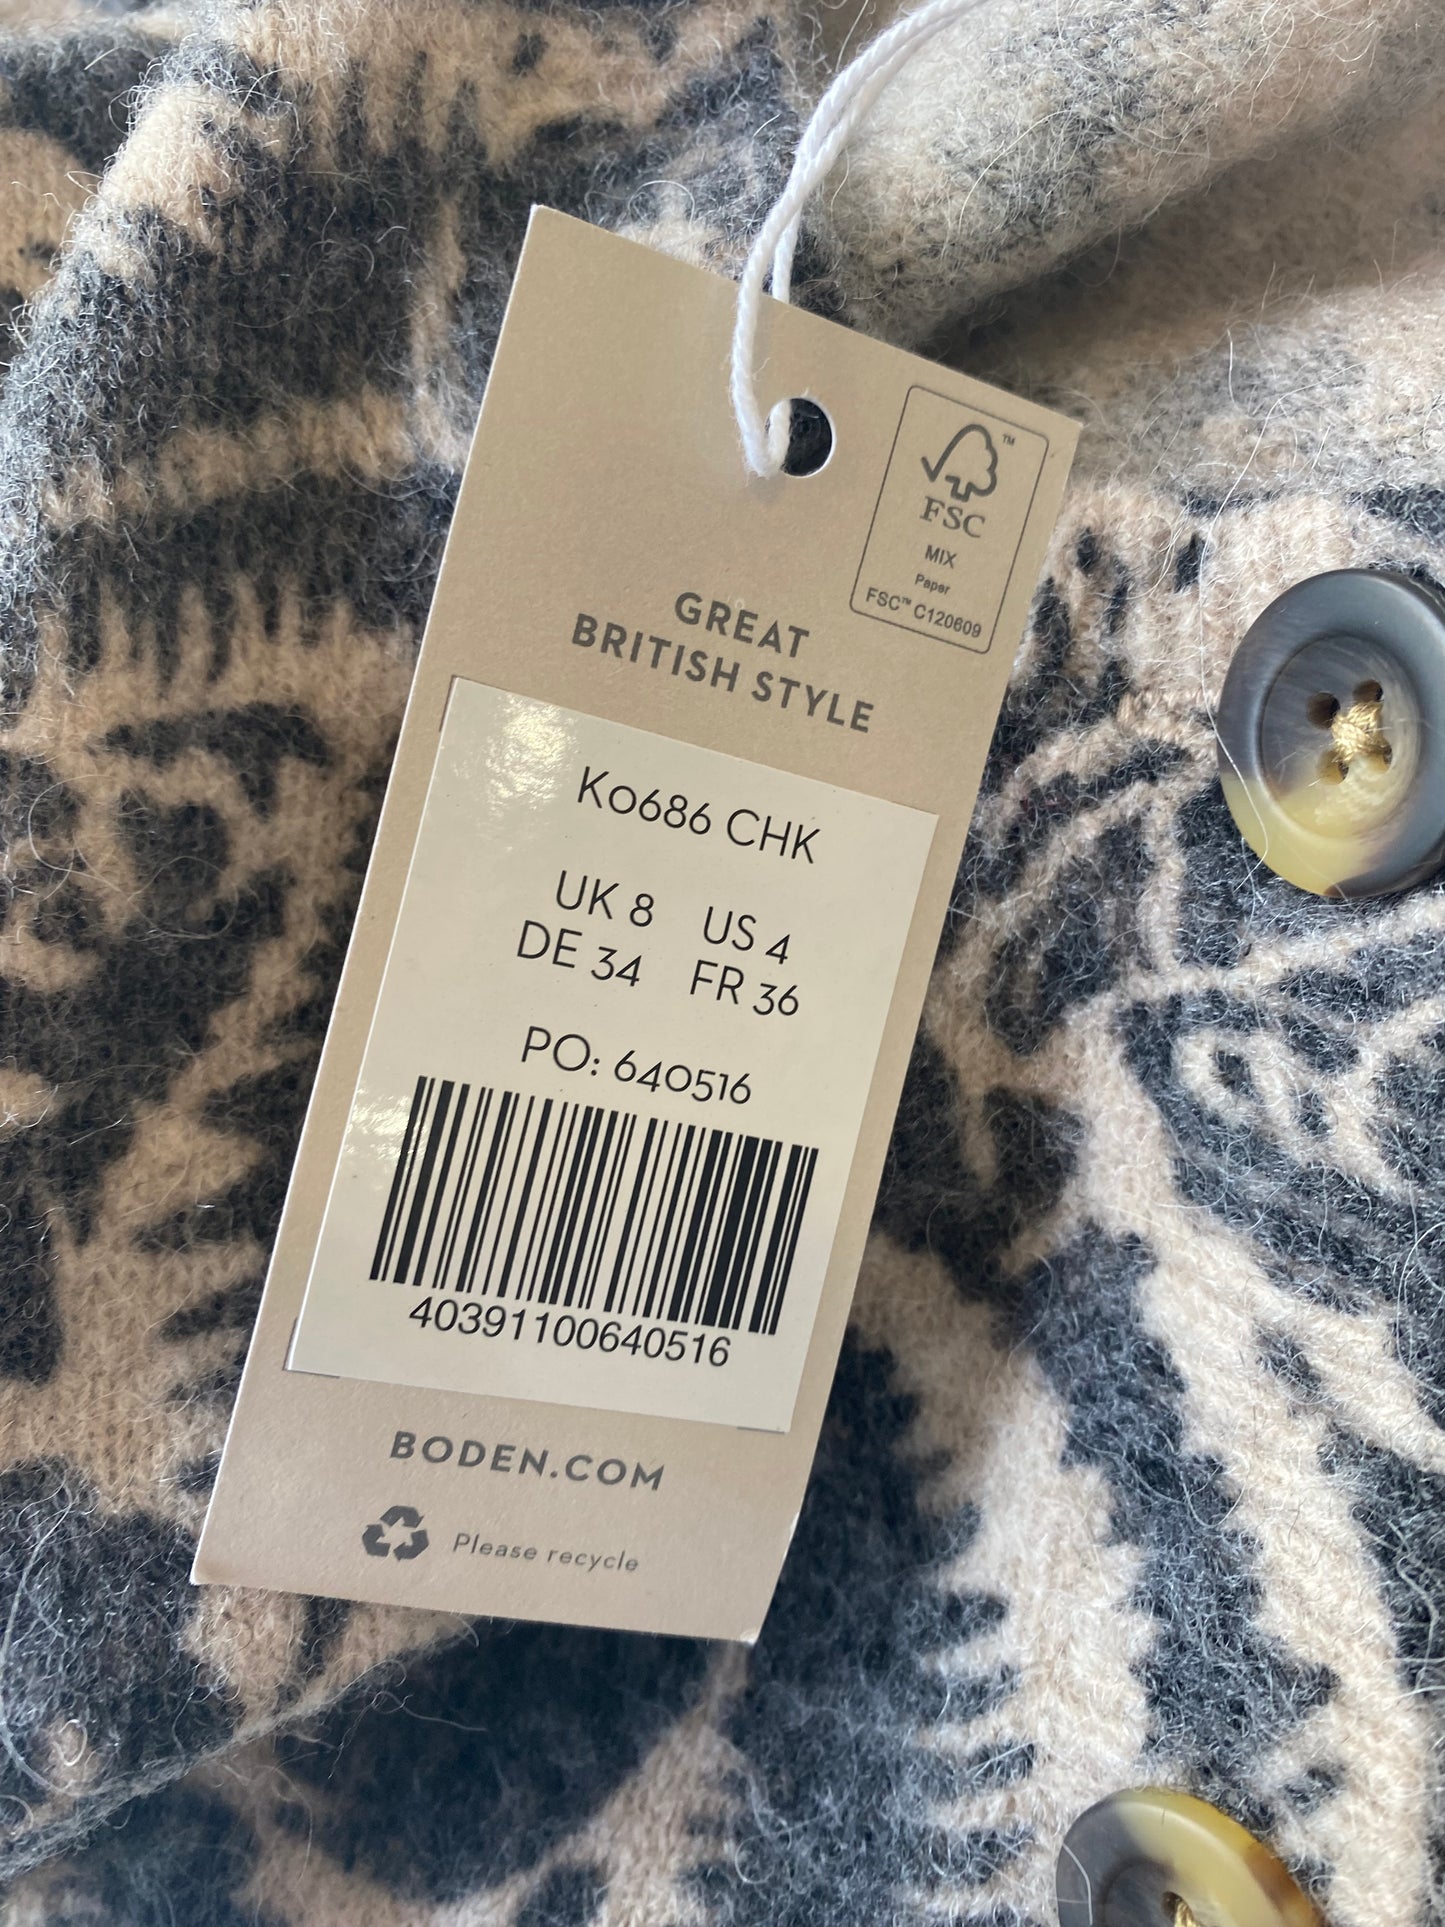 FSC™
MIX
Paper
FSC™ C120609
GREAT
BRITISH STYLE
K0686 CHK
UK 8 US 4
DE 34 FR 36
PO: 640516
40391100640516
BODEN.COM
Please recycle